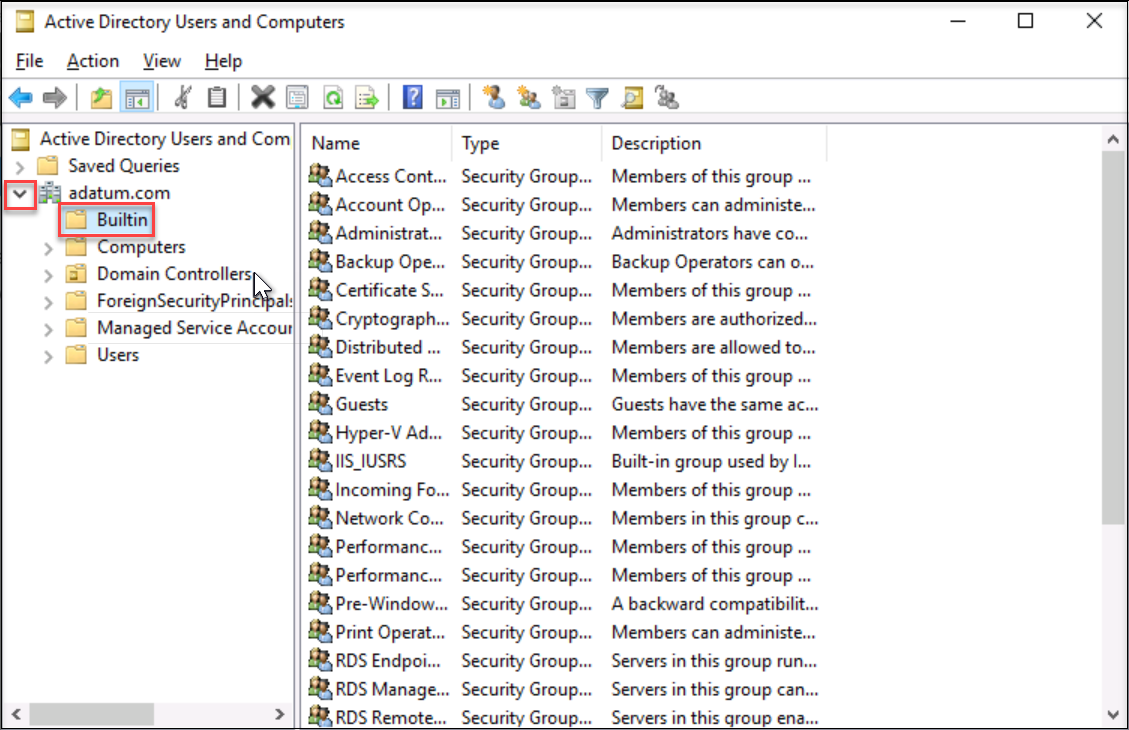 Active Directory Users and Computers
File Action View Help
Active Directory Users and Com
Saved Queries
adatum.com
Builtin
Computers
Domain Controllers
ForeignSecurityPrincipals
Managed Service Accour
Users
Name Type Description
Access Cont... Security Group... Members of this group ...
Account Op... Security Group... Members can administe...
Administrat... Security Group... Administrators have co...
Backup Ope... Security Group... Backup Operators can o...
Certificate S... Security Group... Members of this group ...
Cryptograph... Security Group... Members are authorized...
Distributed ... Security Group... Members are allowed to...
Event Log R... Security Group... Members of this group ...
Guests Security Group... Guests have the same ac...
Hyper-V Ad... Security Group... Members of this group ...
IIS_IUSRS Security Group... Built-in group used by I...
Incoming Fo... Security Group... Members of this group ...
Network Co... Security Group... Members in this group c...
Performanc... Security Group... Members of this group ...
Performanc... Security Group... Members of this group ...
Pre-Window... Security Group... A backward compatibilit...
Print Operat... Security Group... Members can administe...
RDS Endpoi... Security Group... Servers in this group run...
RDS Manage... Security Group... Servers in this group can...
RDS Remote... Security Group... Servers in this group ena...